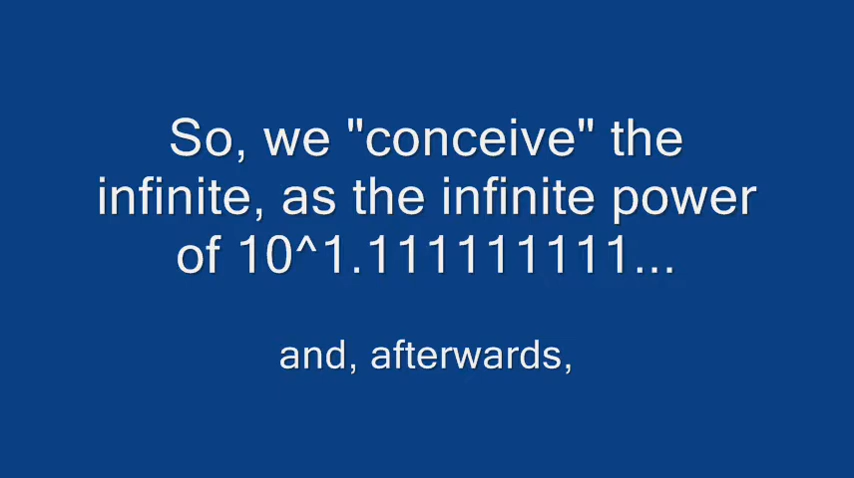 So, we "conceive" the
infinite, as the infinite power
of 10^1.111111111...
and, afterwards,